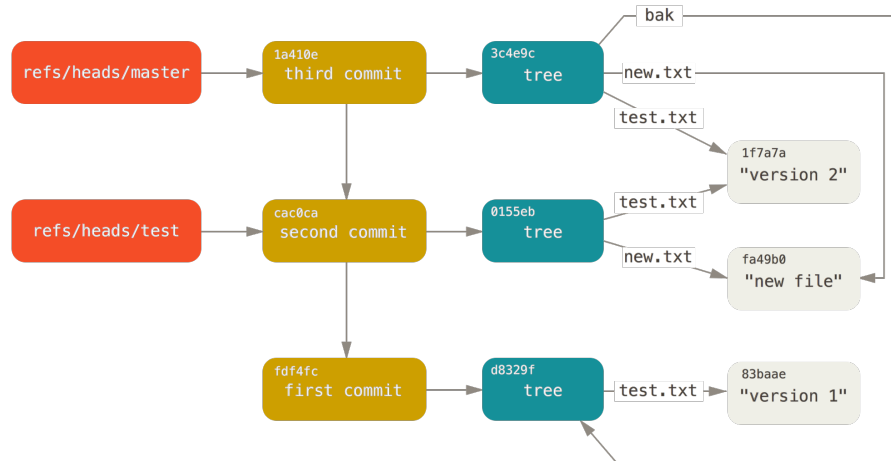 bak
1a410e
3c4e9c
refs/heads/master
third commit
tree
new.txt
test.txt
1f7a7a
"version 2"
cac0ca
0155eb
test.txt
refs/heads/test
second commit
tree
new.txt
fa49b0
"new file"
fdf4fc
d8329f
83baae
first commit
tree
test.txt
"version 1"